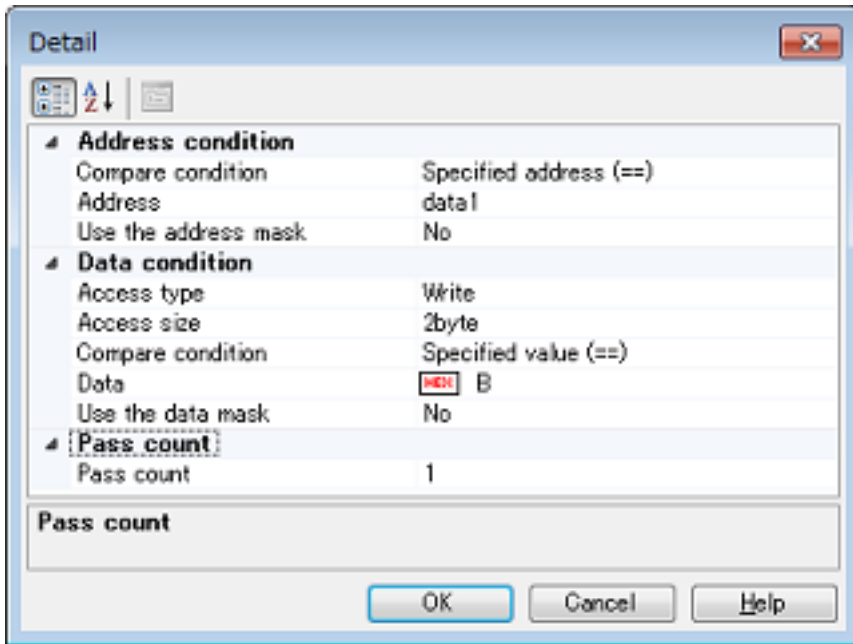 Detail
Address condition
Compare condition Specified address (==)
Address data1
Use the address mask No
Data condition
Access type Write
Access size 2byte
Compare condition Specified value (==)
Data HEX B
Use the data mask No
Pass count
Pass count 1
Pass count
OK Cancel Help